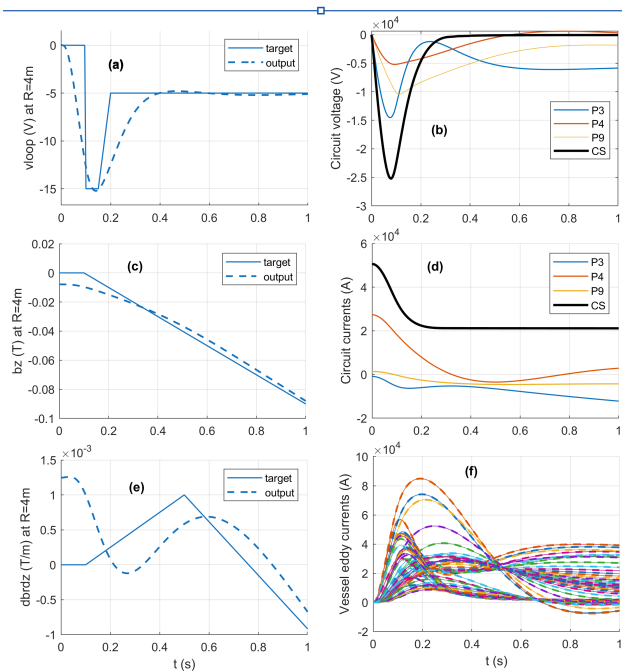 (a)
target
output
0
-5
-10
-15
vloop (V) at R=4m
0 0.2 0.4 0.6 0.8 1
×10^4
0
-0.5
-1
-1.5
-2
-2.5
-3
Circuit voltage (V)
(b)
P3
P4
P9
CS
0 0.2 0.4 0.6 0.8 1
(c)
target
output
0.02
0
-0.02
-0.04
-0.06
-0.08
-0.1
bz (T) at R=4m
0 0.2 0.4 0.6 0.8 1
×10^4
6
4
2
0
-2
Circuit currents (A)
(d)
P3
P4
P9
CS
0 0.2 0.4 0.6 0.8 1
×10^-3
1.5
1
0.5
0
-0.5
-1
dbrdz (T/m) at R=4m
(e)
target
output
0 0.2 0.4 0.6 0.8 1
t (s)
×10^4
10
8
6
4
2
0
-2
Vessel eddy currents (A)
(f)
0 0.2 0.4 0.6 0.8 1
t (s)